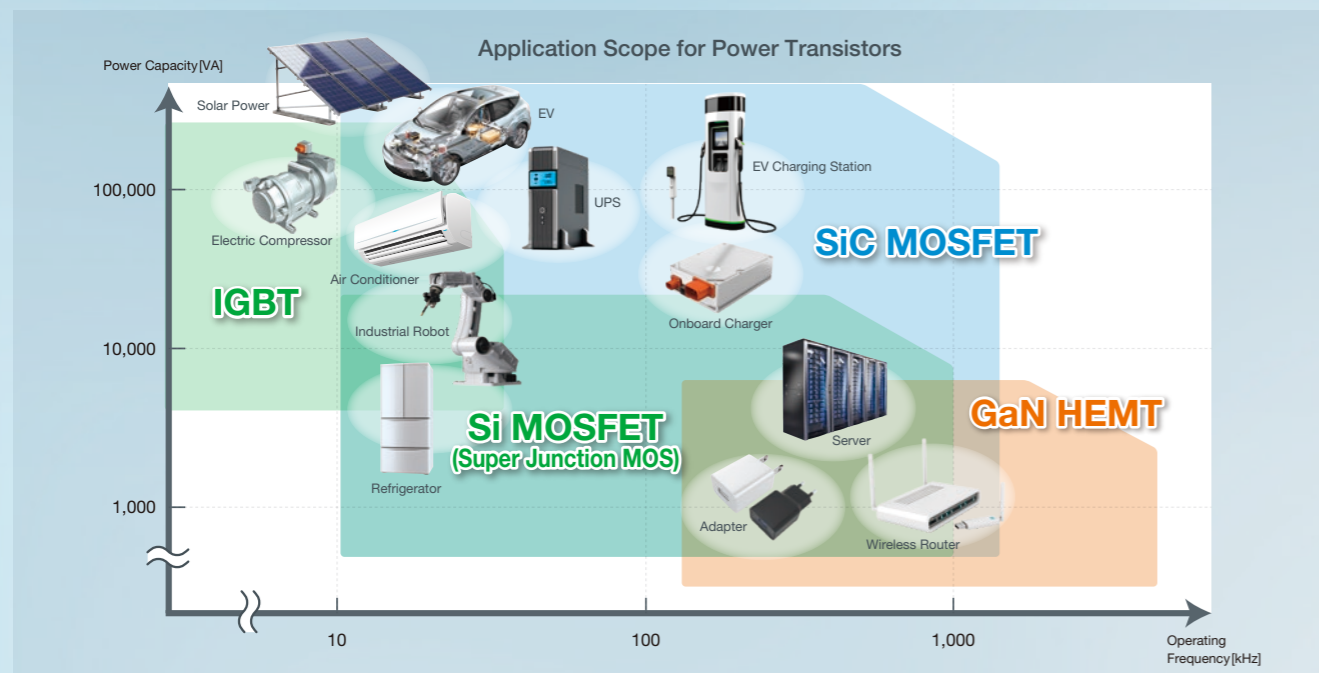 Application Scope for Power Transistors
Power Capacity[VA]
Solar Power
EV
EV Charging Station
100,000
UPS
Electric Compressor
SiC MOSFET
Air Conditioner
IGBT
Onboard Charger
Industrial Robot
10,000
GaN HEMT
Si MOSFET
(Super Junction MOS)
Server
Refrigerator
1,000
Adapter
Wireless Router
10
100
1,000
Operating
Frequency[kHz]